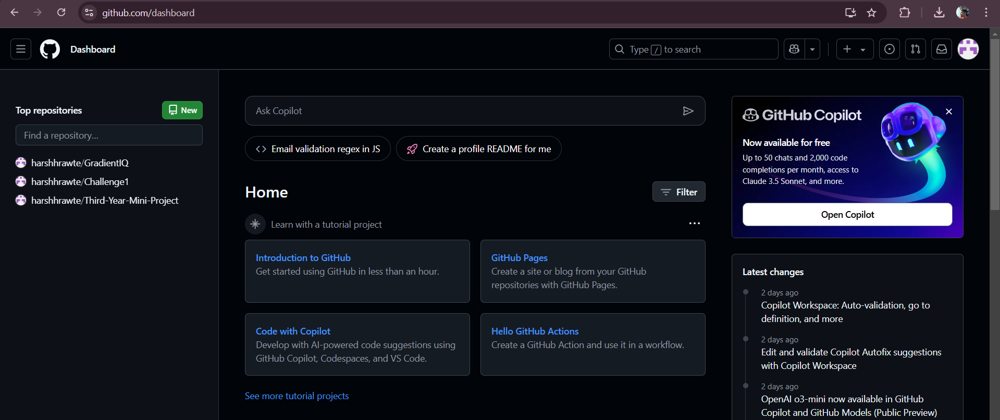 github.com/dashboard
Dashboard
Type / to search
Top repositories
New
Find a repository...
harshhrawte/GradientIQ
harshhrawte/Challenge1
harshhrawte/Third-Year-Mini-Project
Ask Copilot
Email validation regex in JS
Create a profile README for me
Home
Filter
Learn with a tutorial project
Introduction to GitHub
Get started using GitHub in less than an hour.
GitHub Pages
Create a site or blog from your GitHub
repositories with GitHub Pages.
Code with Copilot
Develop with AI-powered code suggestions using
GitHub Copilot, Codespaces, and VS Code.
Hello GitHub Actions
Create a GitHub Action and use it in a workflow.
See more tutorial projects
GitHub Copilot
Now available for free
Up to 50 chats and 2,000 code
completions per month, access to
Claude 3.5 Sonnet, and more.
Open Copilot
Latest changes
2 days ago
Copilot Workspace: Auto-validation, go to
definition, and more
2 days ago
Edit and validate Copilot Autofix suggestions
with Copilot Workspace
2 days ago
OpenAI o3-mini now available in GitHub
Copilot and GitHub Models (Public Preview)